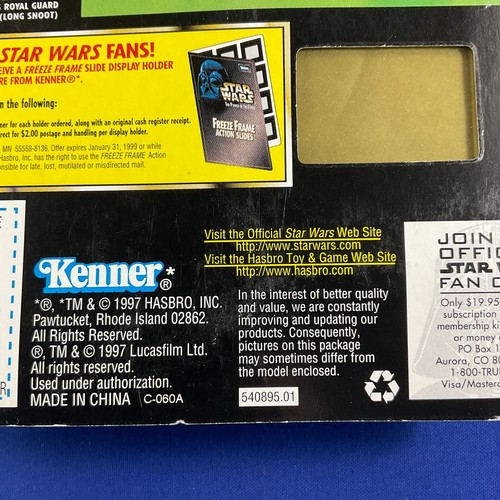 ROYAL GUARD
(LONG SNOOT)
STAR WARS FANS!
A FREEZE FRAME SLIDE DISPLAY HOLDER
FROM KENNER®*.
the following:
for each holder ordered, along with an original cash register receipt.
for $2.00 postage and handling per display holder.
MN 55558-8136. Offer expires January 31, 1999 or while
Hasbro, Inc. has the right to use the FREEZE FRAME Action
for late, lost, mutilated or misdirected mail.
Kenner
STAR
WARS
THE POWER OF THE FORCE
FREEZE FRAME
ACTION SLIDES
Kenner®*
*®, *TM & © 1997 HASBRO, INC.
Pawtucket, Rhode Island 02862.
All Rights Reserved.
®, TM & © 1997 Lucasfilm Ltd.
All rights reserved.
Used under authorization.
MADE IN CHINA C-060A
Visit the Official Star Wars Web Site
http://www.starwars.com
Visit the Hasbro Toy & Game Web Site
http://www.hasbro.com
In the interest of better quality
and value, we are constantly
improving and updating our
products. Consequently,
pictures on this package
may sometimes differ from
the model enclosed.
540895.01
JOIN
OFFIC
STAR W
FAN C
Only $19.95
subscription
membership ki
or money
PO Box 1
Aurora, CO 80
1-800-TRU
Visa/Masterc